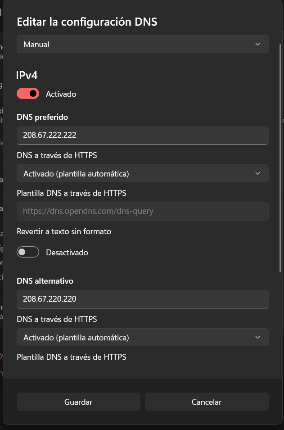 Editar la configuración DNS
Manual
IPv4
Activado
DNS preferido
208.67.222.222
DNS a través de HTTPS
Activado (plantilla automática)
Plantilla DNS a través de HTTPS
https://dns.opendns.com/dns-query
Revertir a texto sin formato
Desactivado
DNS alternativo
208.67.220.220
DNS a través de HTTPS
Activado (plantilla automática)
Plantilla DNS a través de HTTPS
Guardar
Cancelar